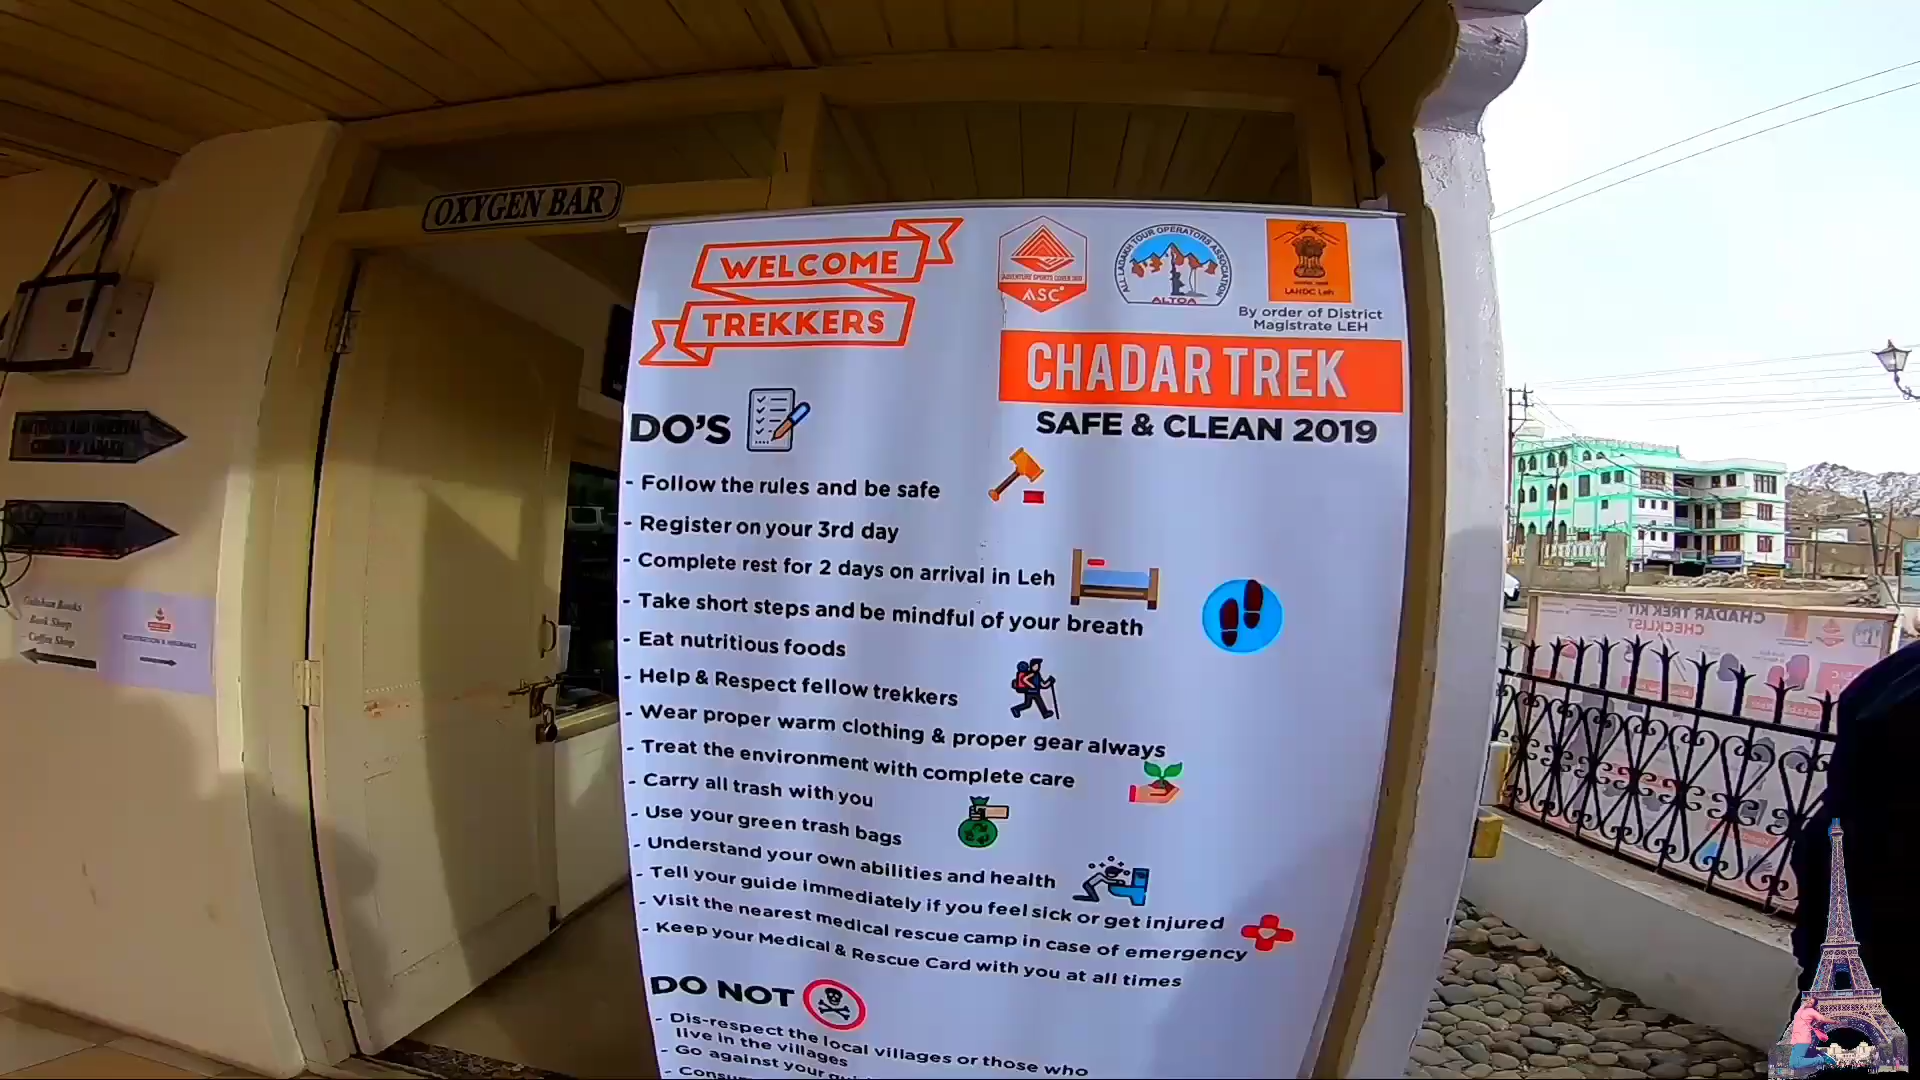 OXYGEN BAR
WELCOME
TREKKERS
ADVENTURE SPORTS
ASC
ALL LADAKH TOUR OPERATORS ASSOCIATION
ALTOA
LAHDC Leh
By order of District
Magistrate LEH
CHADAR TREK
SAFE & CLEAN 2019
DO'S
- Follow the rules and be safe
- Register on your 3rd day
- Complete rest for 2 days on arrival in Leh
- Take short steps and be mindful of your breath
- Eat nutritious foods
- Help & Respect fellow trekkers
- Wear proper warm clothing & proper gear always
- Treat the environment with complete care
- Carry all trash with you
- Use your green trash bags
- Understand your own abilities and health
- Tell your guide immediately if you feel sick or get injured
- Visit the nearest medical rescue camp in case of emergency
- Keep your Medical & Rescue Card with you at all times
DO NOT
- Dis-respect the local villages or those who
live in the villages
- Go against your
Books
Book Shop
Coffee Shop
CHADAR TREK KIT
CHECKLIST